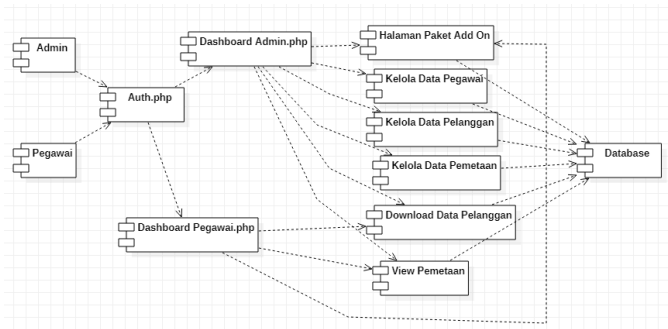 Admin
Dashboard Admin.php
Halaman Paket Add On
Kelola Data Pegawai
Auth.php
Kelola Data Pelanggan
Pegawai
Database
Kelola Data Pemetaan
Dashboard Pegawai.php
Download Data Pelanggan
View Pemetaan